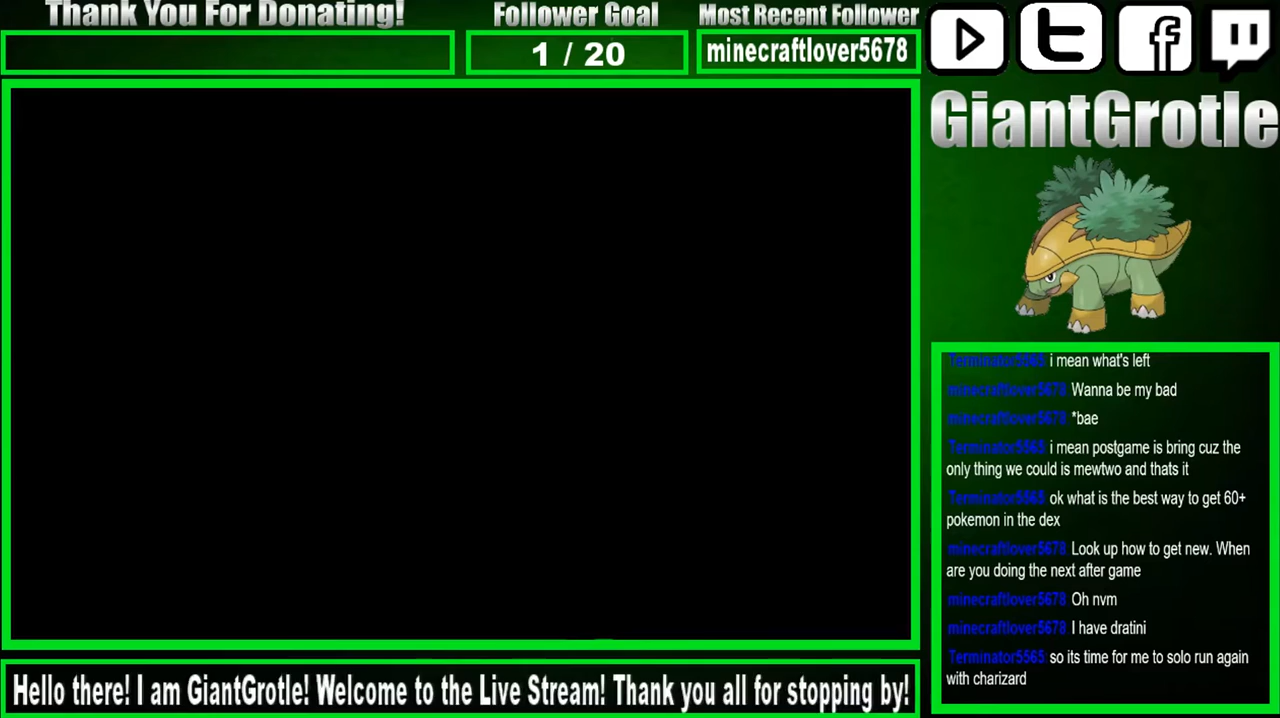 Thank You For Donating!
Follower Goal
Most Recent Follower
1 / 20
minecraftlover5678
GiantGrotle
Terminator5565 i mean what's left
minecraftlover5678 Wanna be my bad
minecraftlover5678 *bae
Terminator5565 i mean postgame is bring cuz the
only thing we could is mewtwo and thats it
Terminator5565 ok what is the best way to get 60+
pokemon in the dex
minecraftlover5678 Look up how to get new. When
are you doing the next after game
minecraftlover5678 Oh nvm
minecraftlover5678 I have dratini
Terminator5565 so its time for me to solo run again
with charizard
Hello there! I am GiantGrotle! Welcome to the Live Stream! Thank you all for stopping by!